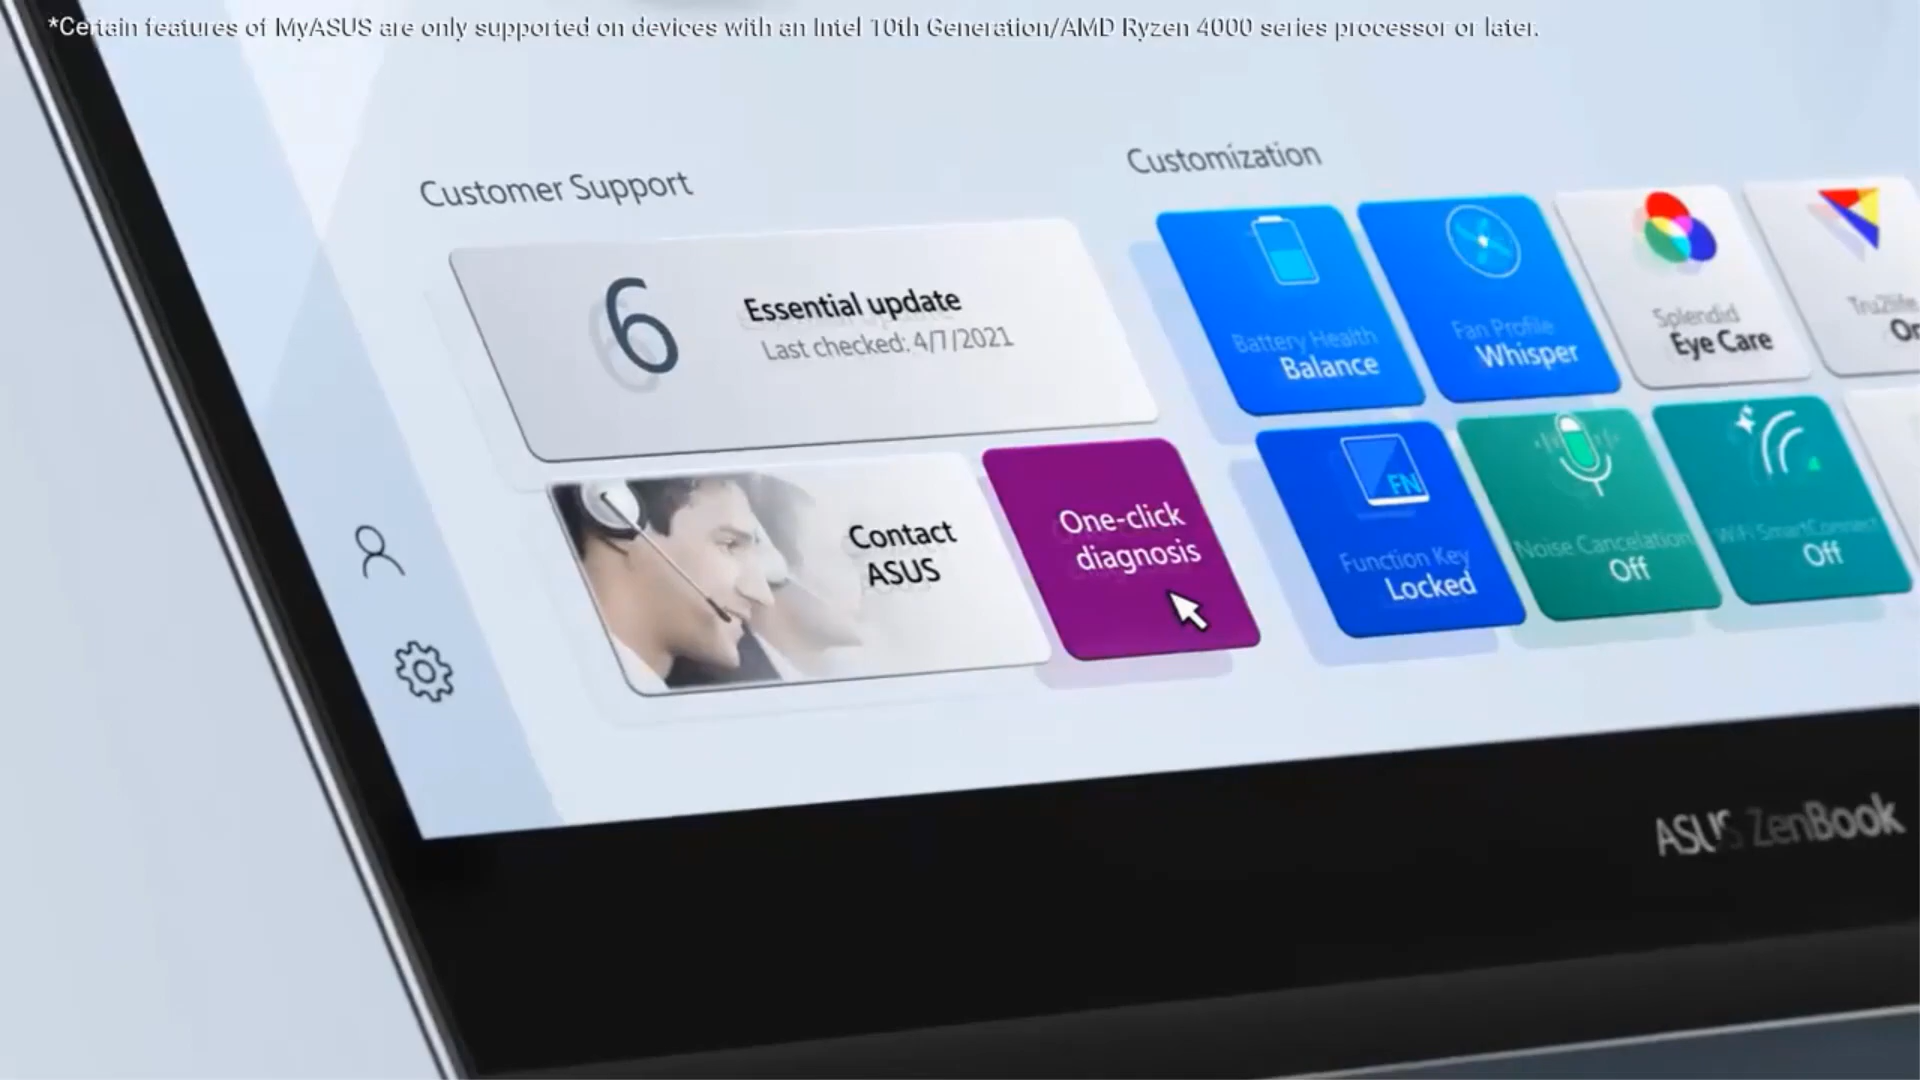 *Certain features of MyASUS are only supported on devices with an Intel 10th Generation/AMD Ryzen 4000 series processor or later.
Customer Support
6
Essential update
Last checked: 4/7/2021
Contact
ASUS
One-click
diagnosis
Customization
Battery Health
Balance
Fan Profile
Whisper
Splendid
Eye Care
Function Key
Locked
FN
Noise Cancelation
Off
WiFi SmartConnect
Off
ASUS ZenBook